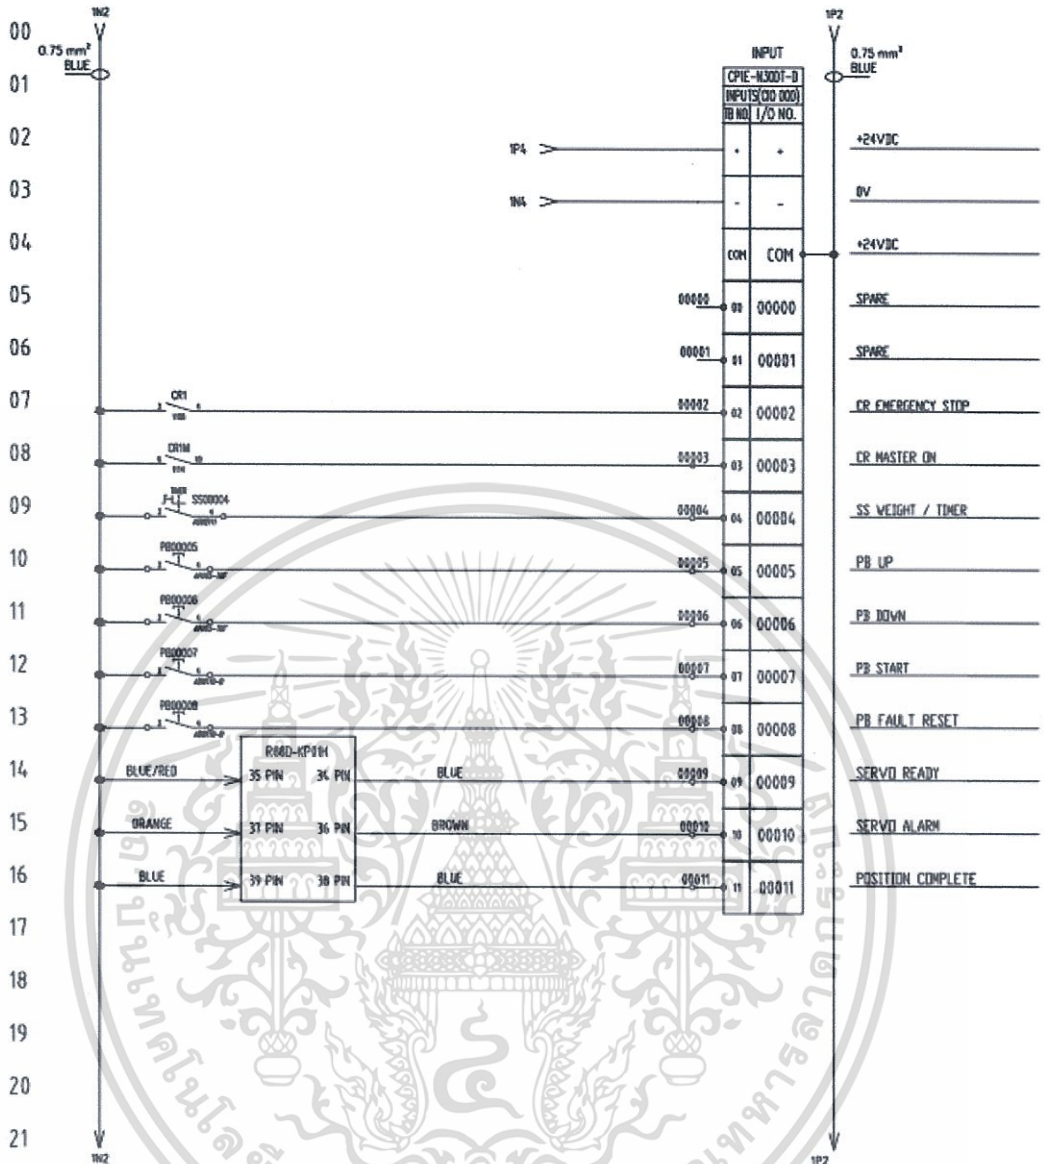 1N2
1P2
00
0.75 mm²
BLUE
INPUT
0.75 mm²
BLUE
01
CP1E-N30DT-D
INPUTS(CIO 000)
TB NO. I/O NO.
02
1P4
+ +
+24VDC
03
1N4
- -
0V
04
COM COM
+24VDC
05
00000
00 00000
SPARE
06
00001
01 00001
SPARE
07
CR1
00002
02 00002
CR EMERGENCY STOP
08
CR1M
00003
03 00003
CR MASTER ON
09
TIMER
SS00004
00004
04 00004
SS WEIGHT / TIMER
10
PB00005
00005
05 00005
PB UP
11
PB00006
00006
06 00006
PB DOWN
12
PB00007
00007
07 00007
PB START
13
PB00008
00008
08 00008
PB FAULT RESET
R88D-KP01H
14
BLUE/RED
35 PIN 34 PIN
BLUE
00009
09 00009
SERVO READY
15
ORANGE
37 PIN 36 PIN
BROWN
00010
10 00010
SERVO ALARM
16
BLUE
39 PIN 38 PIN
BLUE
00011
11 00011
POSITION COMPLETE
17
18
19
20
21
1N2
1P2